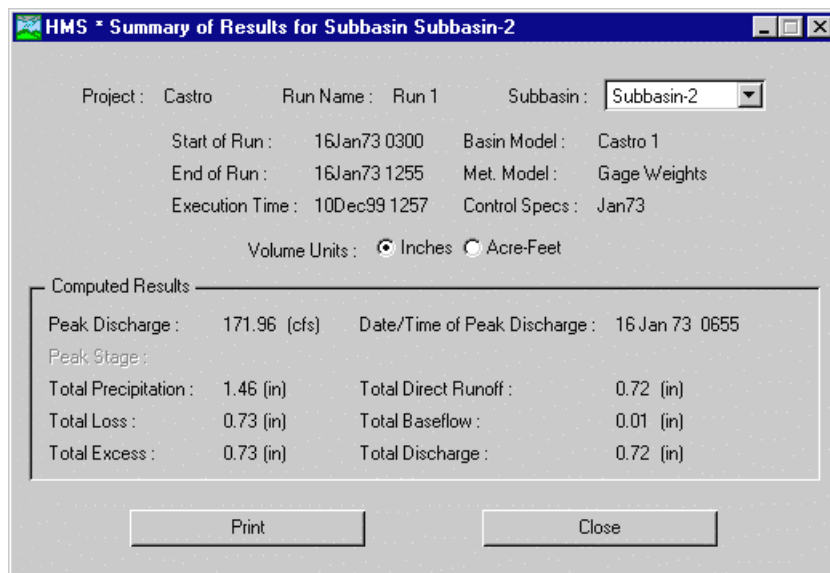 HMS * Summary of Results for Subbasin Subbasin-2
Project : Castro Run Name : Run 1 Subbasin : Subbasin-2
Start of Run : 16Jan73 0300 Basin Model : Castro 1
End of Run : 16Jan73 1255 Met. Model : Gage Weights
Execution Time : 10Dec99 1257 Control Specs : Jan73
Volume Units : Inches Acre-Feet
Computed Results
Peak Discharge : 171.96 (cfs) Date/Time of Peak Discharge : 16 Jan 73 0655
Peak Stage :
Total Precipitation : 1.46 (in) Total Direct Runoff : 0.72 (in)
Total Loss : 0.73 (in) Total Baseflow : 0.01 (in)
Total Excess : 0.73 (in) Total Discharge : 0.72 (in)
Print Close